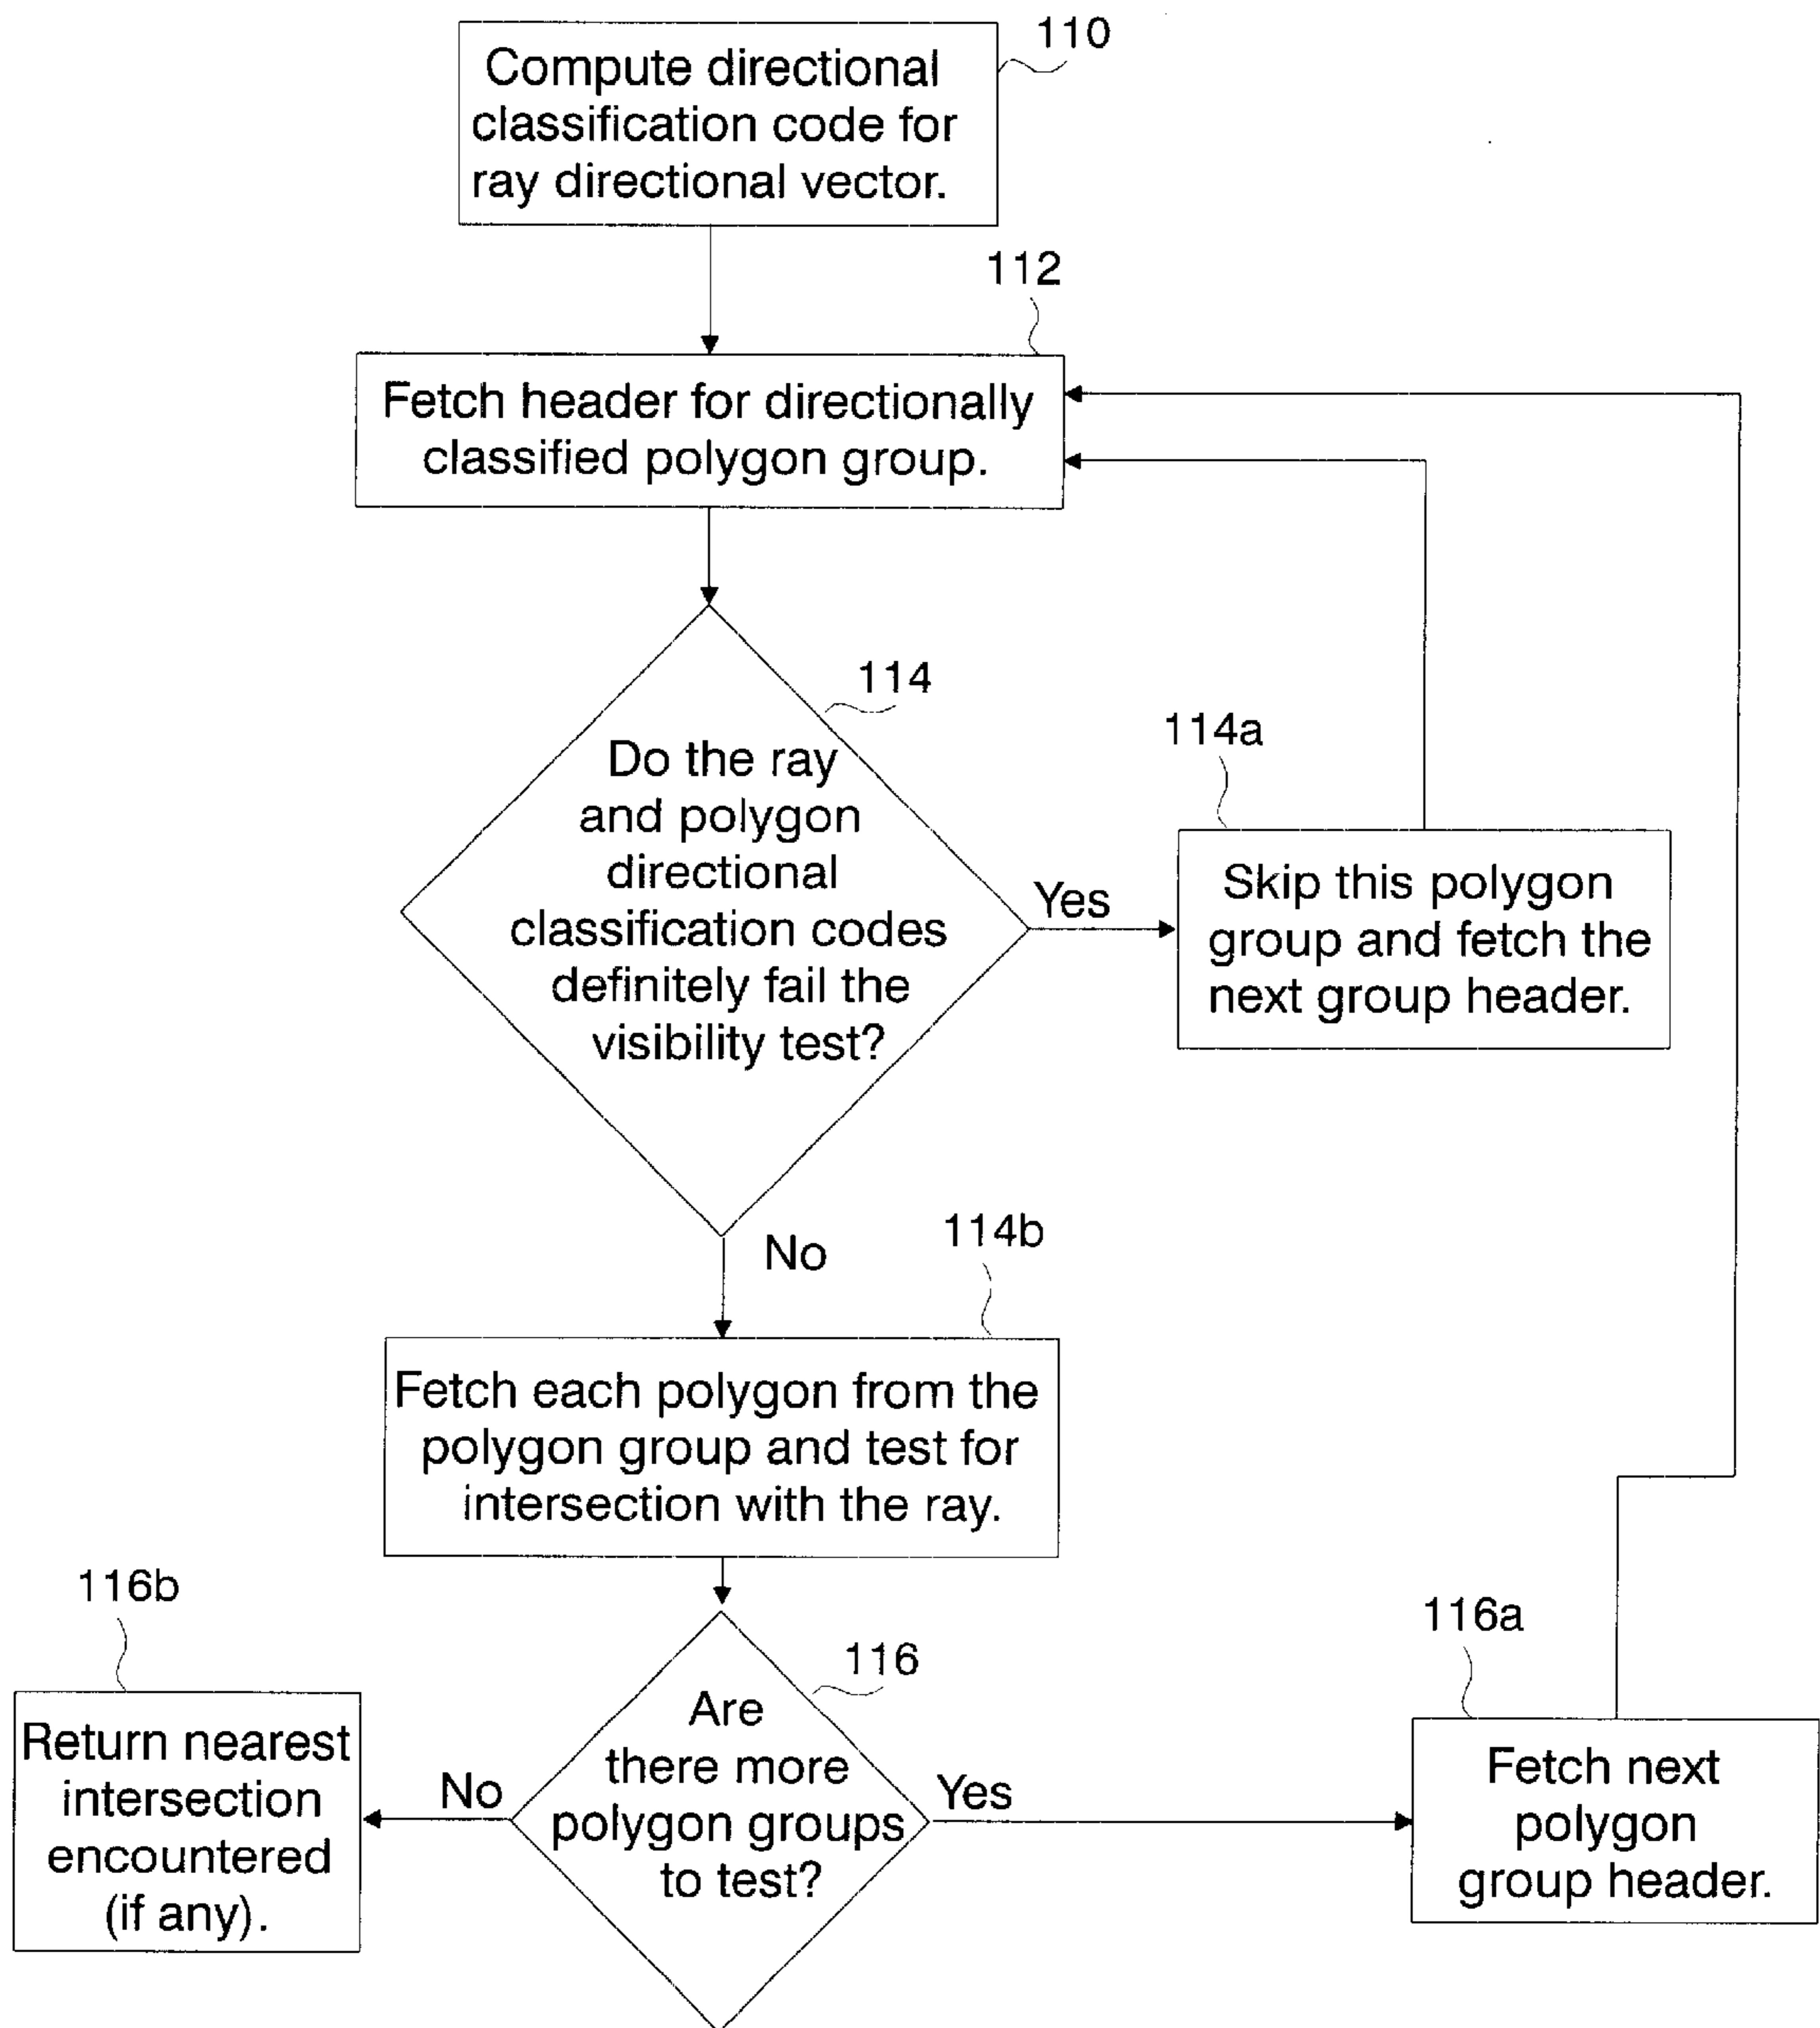 110
Compute directional
classification code for
ray directional vector.
112
Fetch header for directionally
classified polygon group.
114
Do the ray
and polygon
directional
classification codes
definitely fail the
visibility test?
Yes
114a
Skip this polygon
group and fetch the
next group header.
No
114b
Fetch each polygon from the
polygon group and test for
intersection with the ray.
116
Are
there more
polygon groups
to test?
No
116b
Return nearest
intersection
encountered
(if any).
Yes
116a
Fetch next
polygon
group header.